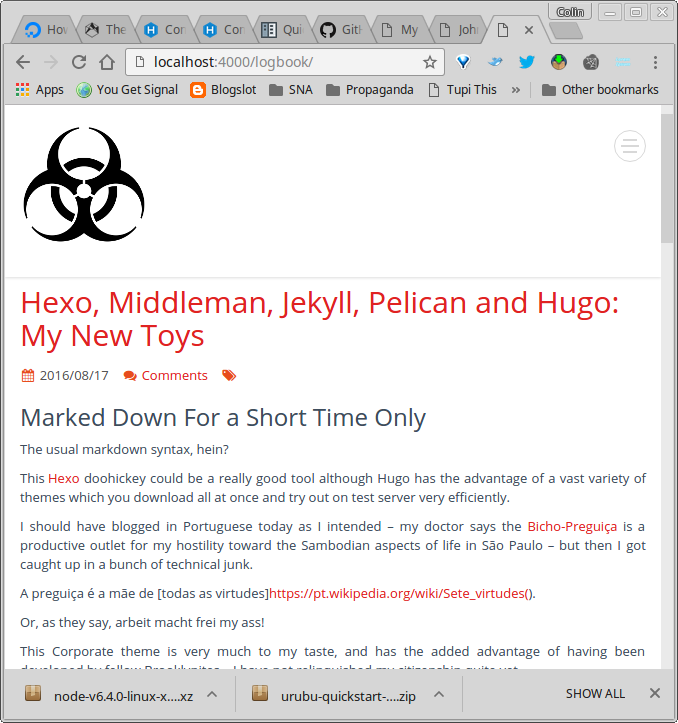 Colin
How
The
Con
Con
Qui
Gith
My
John
localhost:4000/logbook/
Apps
You Get Signal
Blogslot
SNA
Propaganda
Tupi This
»
Other bookmarks
Hexo, Middleman, Jekyll, Pelican and Hugo:
My New Toys
2016/08/17 Comments
Marked Down For a Short Time Only
The usual markdown syntax, hein?
This Hexo doohickey could be a really good tool although Hugo has the advantage of a vast variety of
themes which you download all at once and try out on test server very efficiently.
I should have blogged in Portuguese today as I intended – my doctor says the Bicho-Preguiça is a
productive outlet for my hostility toward the Sambodian aspects of life in São Paulo – but then I got
caught up in a bunch of technical junk.
A preguiça é a mãe de [todas as virtudes]https://pt.wikipedia.org/wiki/Sete_virtudes().
Or, as they say, arbeit macht frei my ass!
This Corporate theme is very much to my taste, and has the added advantage of having been
node-v6.4.0-linux-x....xz
urubu-quickstart-....zip
SHOW ALL